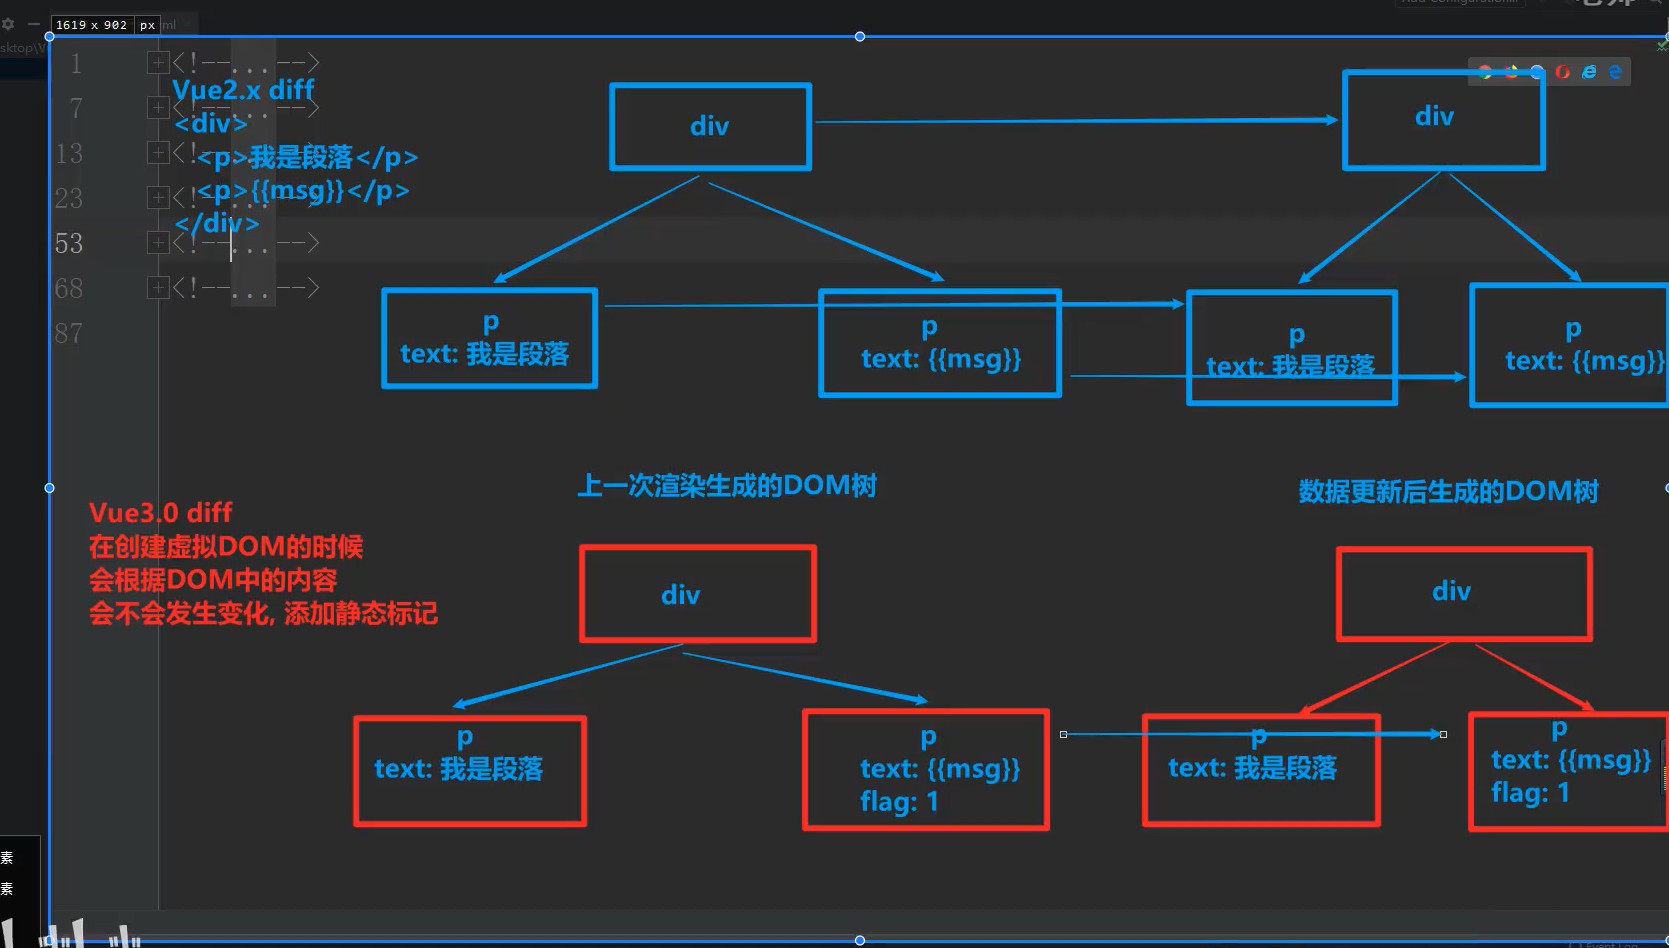 1619 x 902 px
1 <!--...-->
Vue2.x diff
7 <!--...-->
<div>
13 <!--...-->
<p>我是段落</p>
23 <!--...-->
<p>{{msg}}</p>
</div>
53 <!--...-->
68 <!--...-->
87
div
div
p
text: 我是段落
p
text: {{msg}}
p
text: 我是段落
p
text: {{msg}}
上一次渲染生成的DOM树
数据更新后生成的DOM树
Vue3.0 diff
在创建虚拟DOM的时候
会根据DOM中的内容
会不会发生变化, 添加静态标记
div
div
p
text: 我是段落
p
text: {{msg}}
flag: 1
p
text: 我是段落
p
text: {{msg}}
flag: 1
素
素